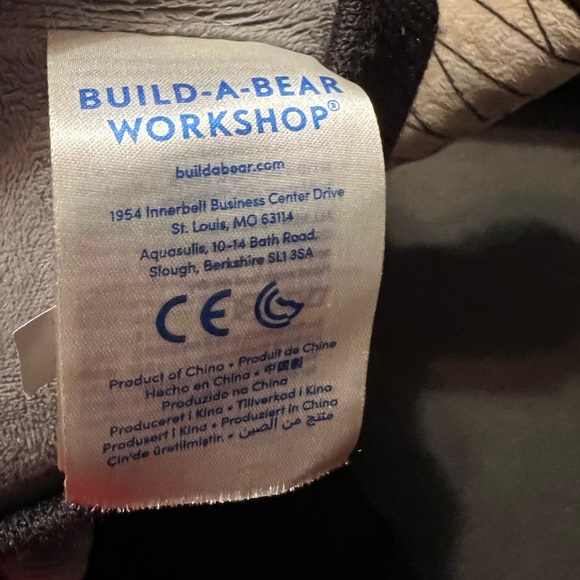 BUILD-A-BEAR
WORKSHOP®
buildabear.com
1954 Innerbelt Business Center Drive
St. Louis, MO 63114
Aquasulis, 10-14 Bath Road,
Slough, Berkshire SL1 3SA
CE
Product of China • Produit de Chine
Hecho en China • 中国制
Produzido na China
Produceret i Kina • Tillverkad i Kina
Produsert i Kina • Produziert in China
Çin'de üretilmiştir. • منتج من الصين